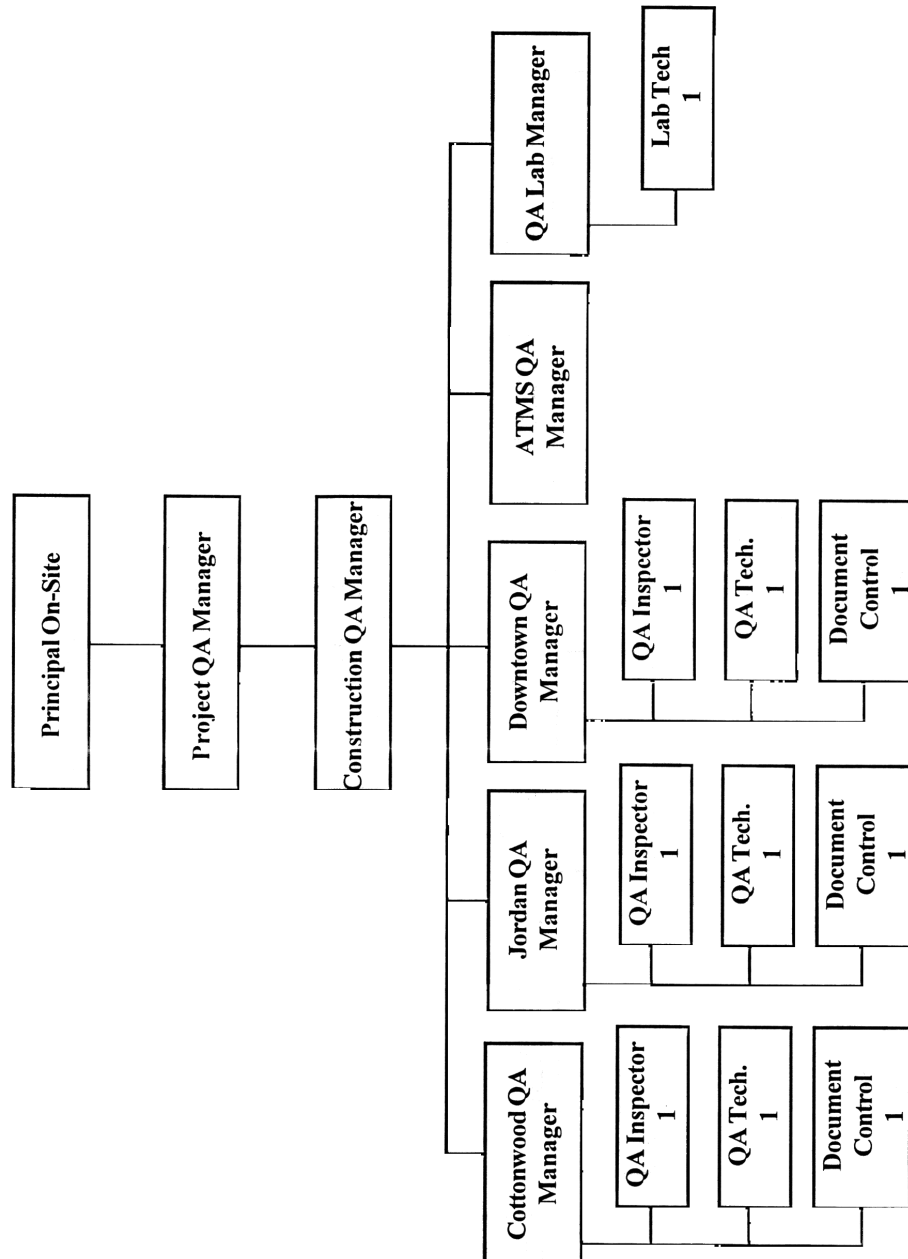 Principal On-Site
Project QA Manager
Construction QA Manager
Cottonwood QA
Manager
Jordan QA
Manager
Downtown QA
Manager
ATMS QA
Manager
QA Lab Manager
QA Inspector
1
QA Tech.
1
Document
Control
1
QA Inspector
1
QA Tech.
1
Document
Control
1
QA Inspector
1
QA Tech.
1
Document
Control
1
Lab Tech
1